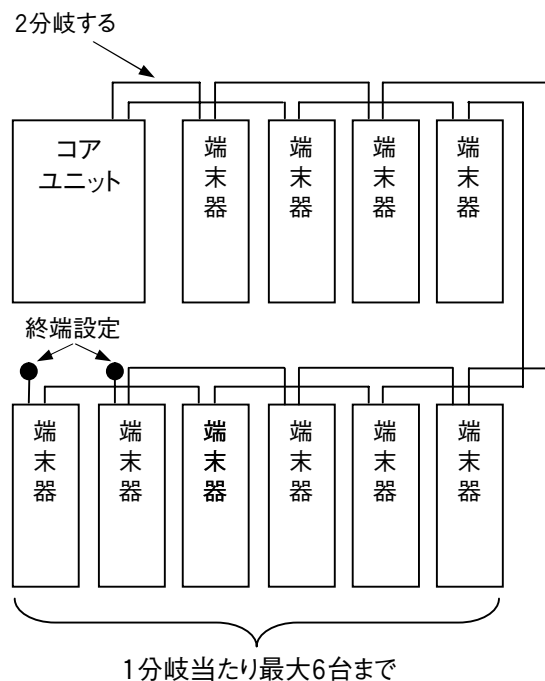 2分岐する
コア
ユニット
端末器
端末器
端末器
端末器
終端設定
端末器
端末器
端末器
端末器
端末器
端末器
1分岐当たり最大6台まで